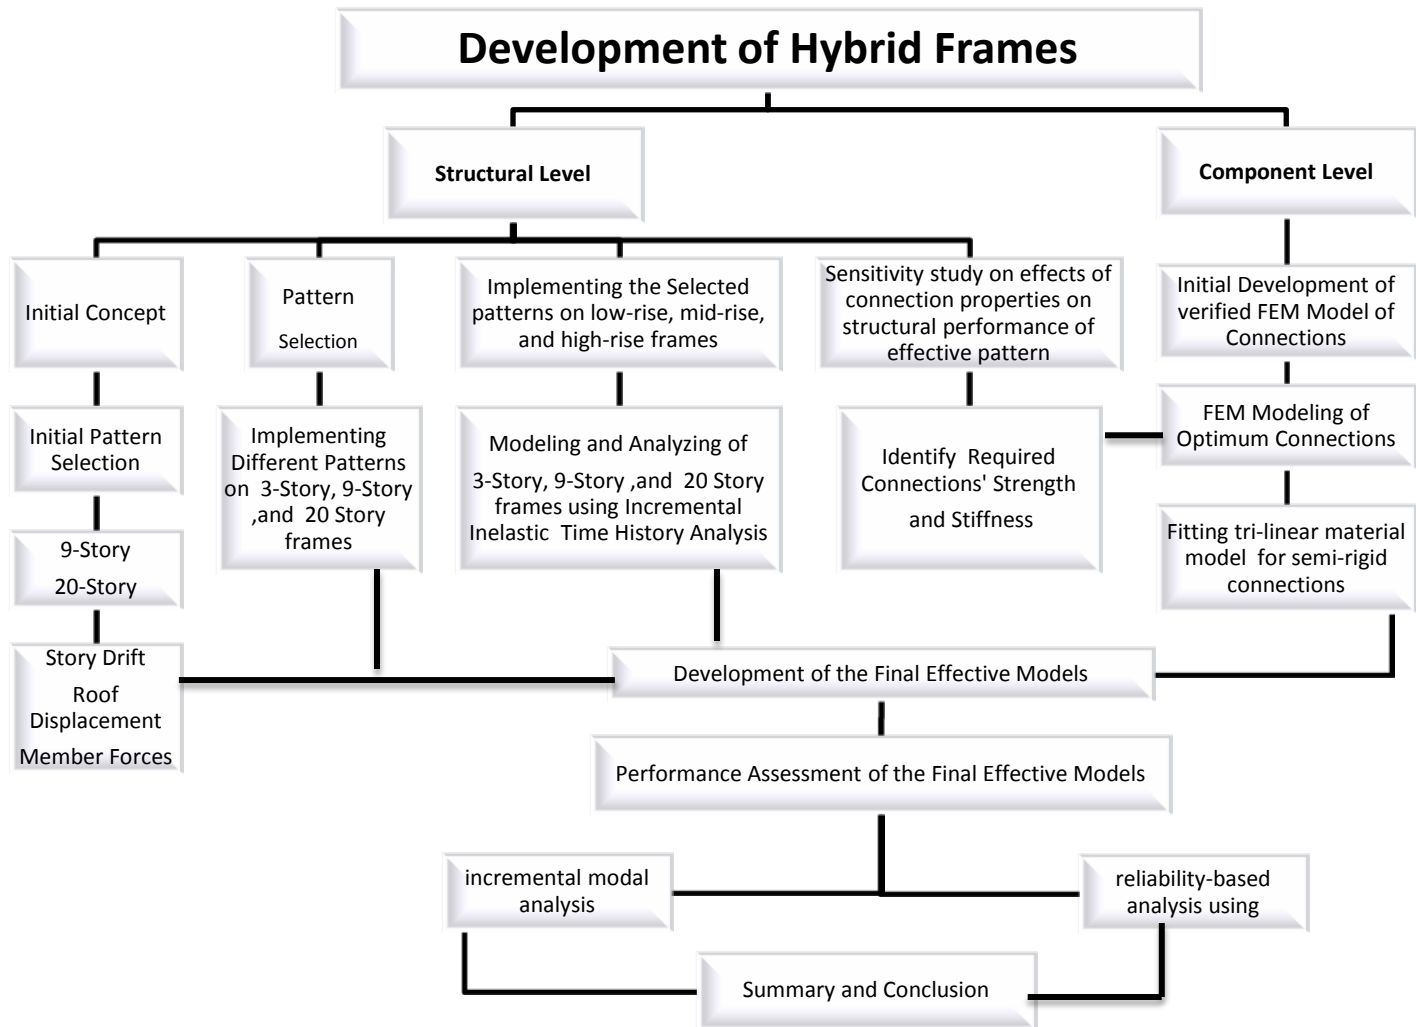 Development of Hybrid Frames
Structural Level
Component Level
Initial Concept
Pattern
Selection
Implementing the Selected
patterns on low-rise, mid-rise,
and high-rise frames
Sensitivity study on effects of
connection properties on
structural performance of
effective pattern
Initial Development of
verified FEM Model of
Connections
Initial Pattern
Selection
Implementing
Different Patterns
on 3-Story, 9-Story
,and 20 Story
frames
Modeling and Analyzing of
3-Story, 9-Story ,and 20 Story
frames using Incremental
Inelastic Time History Analysis
Identify Required
Connections' Strength
and Stiffness
FEM Modeling of
Optimum Connections
9-Story
20-Story
Fitting tri-linear material
model for semi-rigid
connections
Story Drift
Roof
Displacement
Member Forces
Development of the Final Effective Models
Performance Assessment of the Final Effective Models
incremental modal
analysis
reliability-based
analysis using
Summary and Conclusion